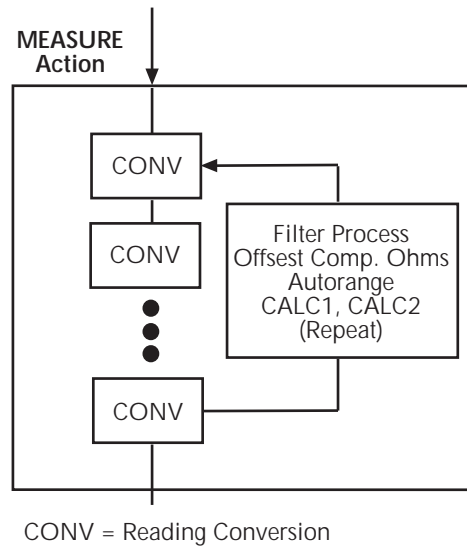 MEASURE
Action
CONV
CONV
CONV
Filter Process
Offsest Comp. Ohms
Autorange
CALC1, CALC2
(Repeat)
CONV = Reading Conversion